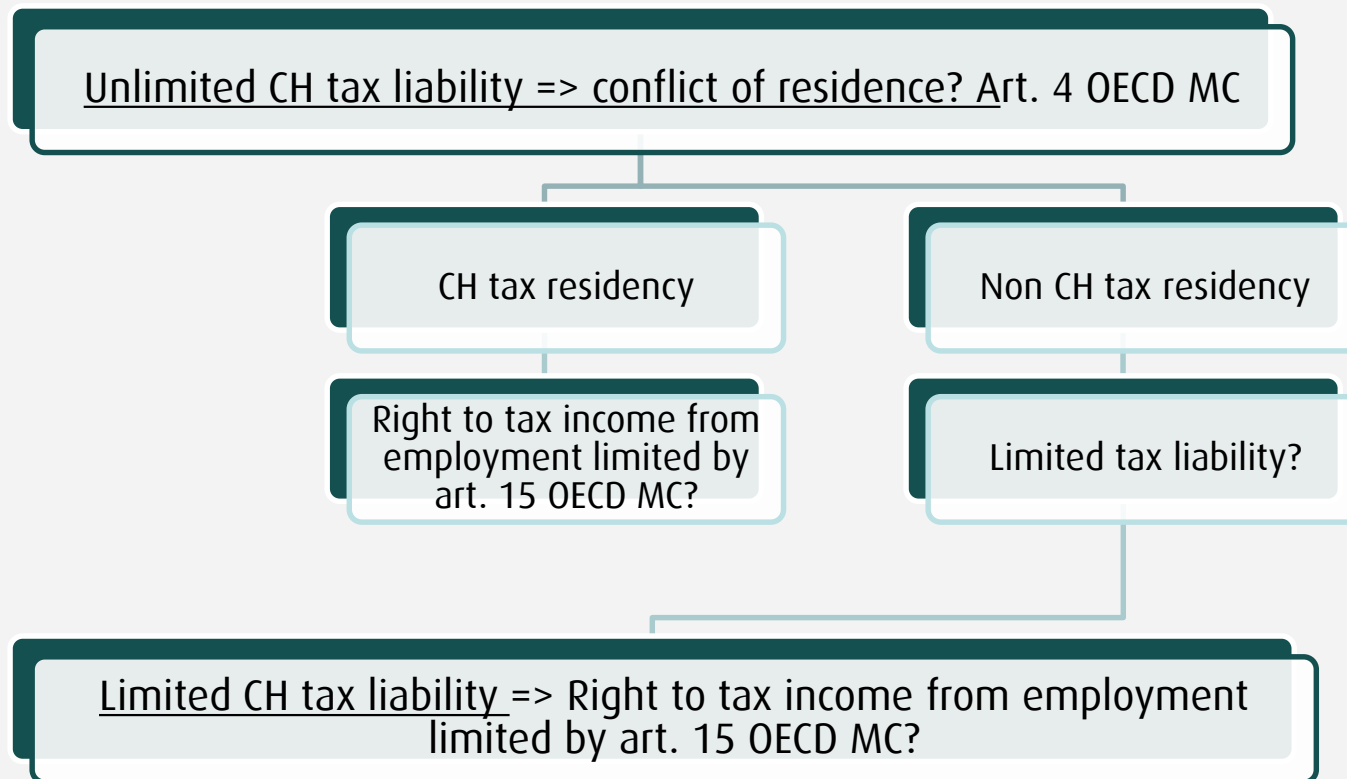 Unlimited CH tax liability => conflict of residence? Art. 4 OECD MC
CH tax residency
Non CH tax residency
Right to tax income from
employment limited by
art. 15 OECD MC?
Limited tax liability?
Limited CH tax liability => Right to tax income from employment
limited by art. 15 OECD MC?